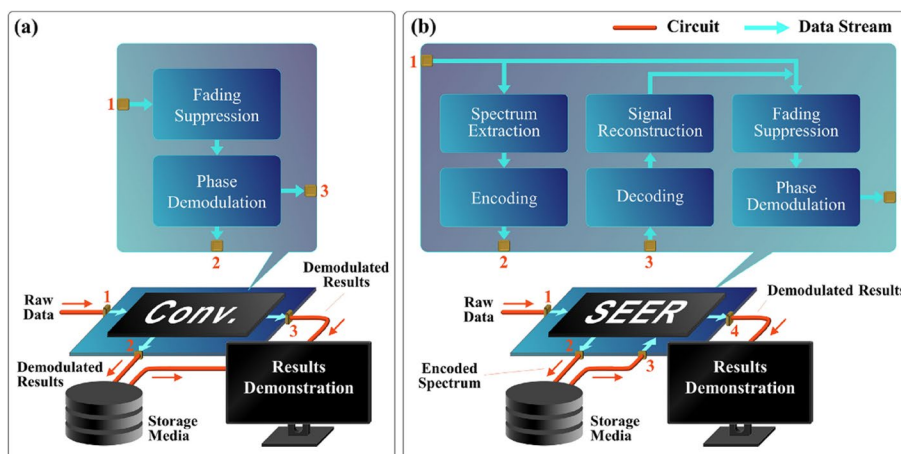 (a)
1
Fading
Suppression
Phase
Demodulation
3
2
Demodulated
Results
Raw
Data
1
Conv.
3
2
Demodulated
Results
Results
Demonstration
Storage
Media
(b)
Circuit
Data Stream
1
Spectrum
Extraction
Signal
Reconstruction
Fading
Suppression
Encoding
Decoding
Phase
Demodulation
2
3
Raw
Data
1
SEER
Demodulated Results
4
2
3
Encoded
Spectrum
Results
Demonstration
Storage
Media